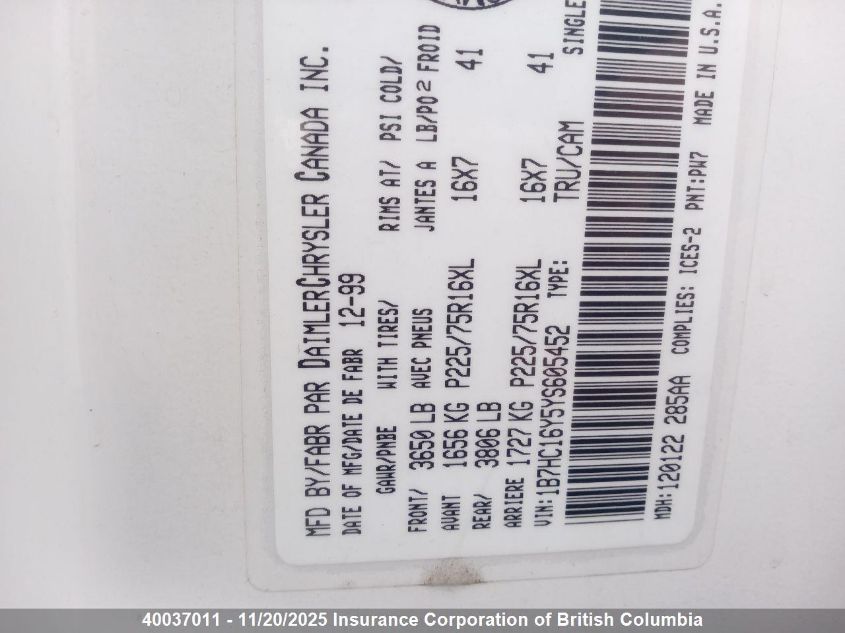 MFD BY/FABR PAR DAIMLERCHRYSLER CANADA INC.
DATE OF MFG/DATE DE FABR 12-99
GAWR/PNBE WITH TIRES/ RIMS AT/ PSI COLD/
FRONT/ 3650 LB AVEC PNEUS JANTES A LB/PO2 FROID
AVANT 1656 KG P225/75R16XL 16X7 41
REAR/ 3806 LB
ARRIERE 1727 KG P225/75R16XL 16X7 41
VIN:1B7HC16Y5YS605452 TYPE: TRU/CAM SINGLE
MDH:120122 285AA COMPLIES: ICES-2 PNT:PW7 MADE IN U.S.A.
40037011 - 11/20/2025 Insurance Corporation of British Columbia